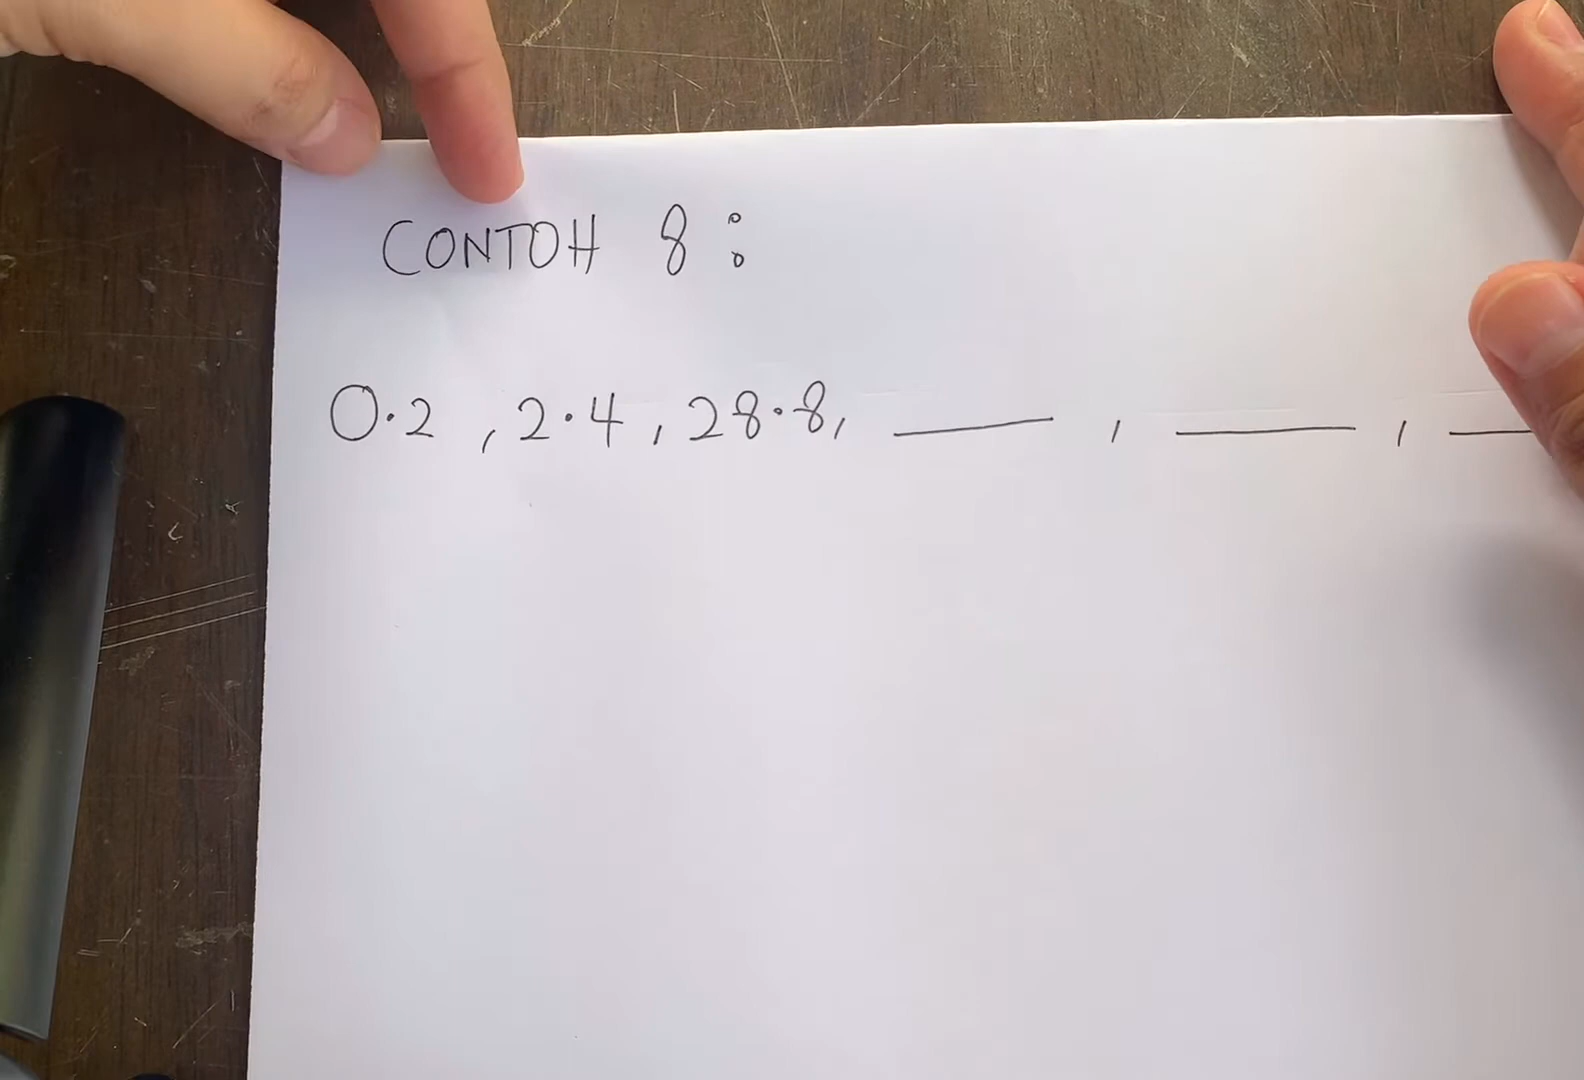 CONTOH 8:
0.2, 2.4, 28.8, ____, ____, ____